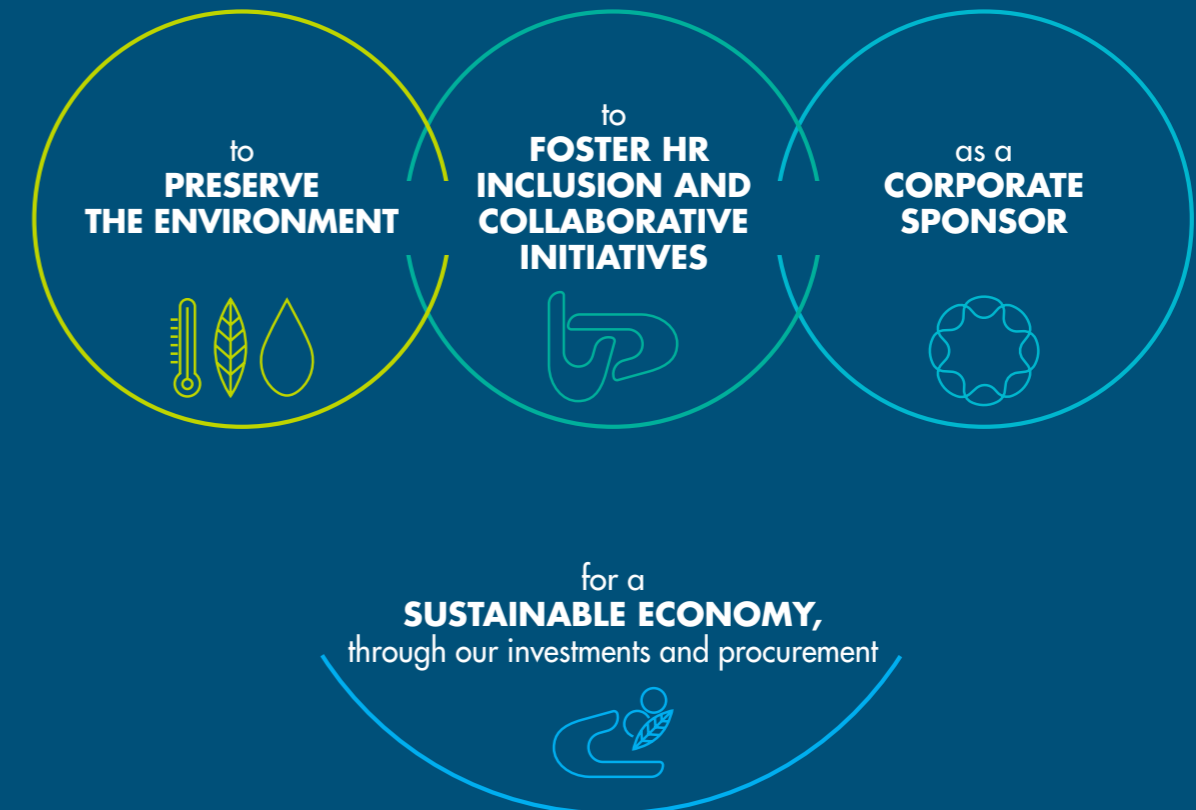 to
PRESERVE
THE ENVIRONMENT
to
FOSTER HR
INCLUSION AND
COLLABORATIVE
INITIATIVES
as a
CORPORATE
SPONSOR
for a
SUSTAINABLE ECONOMY,
through our investments and procurement